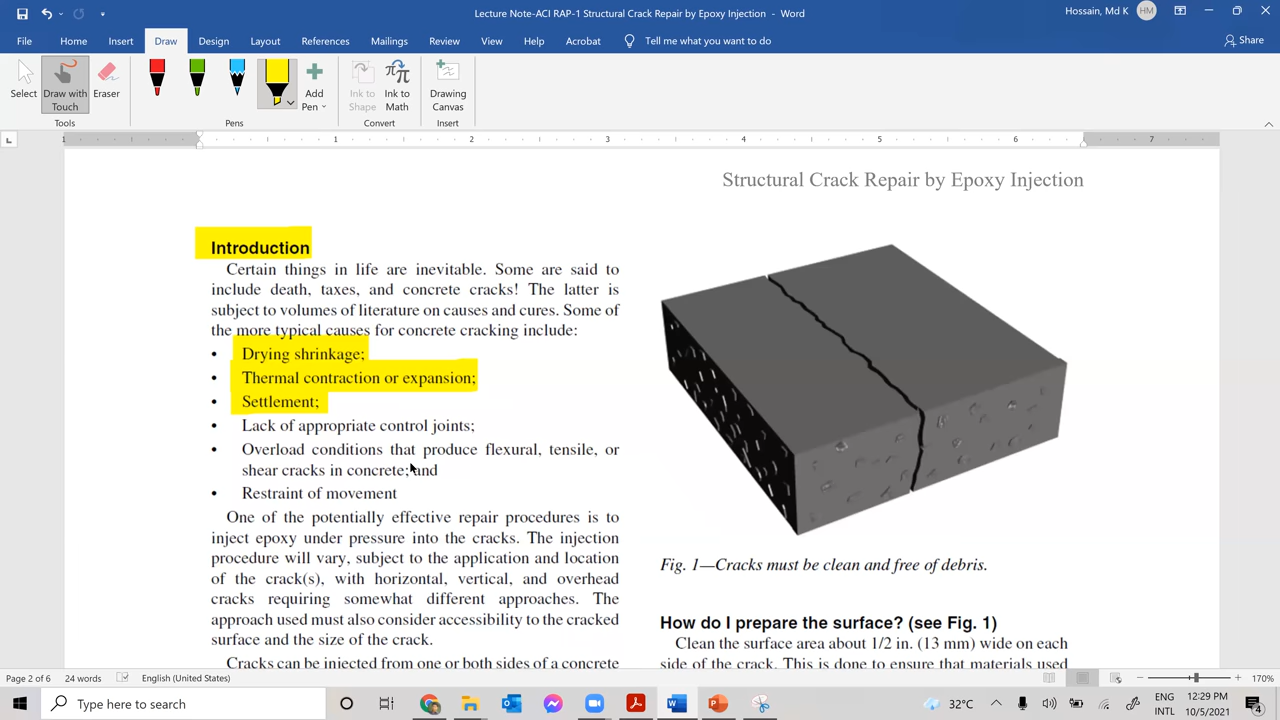 Lecture Note-ACI RAP-1 Structural Crack Repair by Epoxy Injection - Word
Hossain, Md K
HM
File
Home
Insert
Draw
Design
Layout
References
Mailings
Review
View
Help
Acrobat
Tell me what you want to do
Share
Select
Draw with Touch
Eraser
Add Pen
Ink to Shape
Ink to Math
Drawing Canvas
Tools
Pens
Convert
Insert
1 1 2 3 4 5 6 7
Structural Crack Repair by Epoxy Injection
Introduction
Certain things in life are inevitable. Some are said to
include death, taxes, and concrete cracks! The latter is
subject to volumes of literature on causes and cures. Some of
the more typical causes for concrete cracking include:
• Drying shrinkage;
• Thermal contraction or expansion;
• Settlement;
• Lack of appropriate control joints;
• Overload conditions that produce flexural, tensile, or
shear cracks in concrete; and
• Restraint of movement
One of the potentially effective repair procedures is to
inject epoxy under pressure into the cracks. The injection
procedure will vary, subject to the application and location
of the crack(s), with horizontal, vertical, and overhead
cracks requiring somewhat different approaches. The
approach used must also consider accessibility to the cracked
surface and the size of the crack.
Cracks can be injected from one or both sides of a concrete
Fig. 1—Cracks must be clean and free of debris.
How do I prepare the surface? (see Fig. 1)
Clean the surface area about 1/2 in. (13 mm) wide on each
side of the crack. This is done to ensure that materials used
Page 2 of 6
24 words
English (United States)
170%
Type here to search
32°C
ENG
INTL
12:29 PM
10/5/2021
4